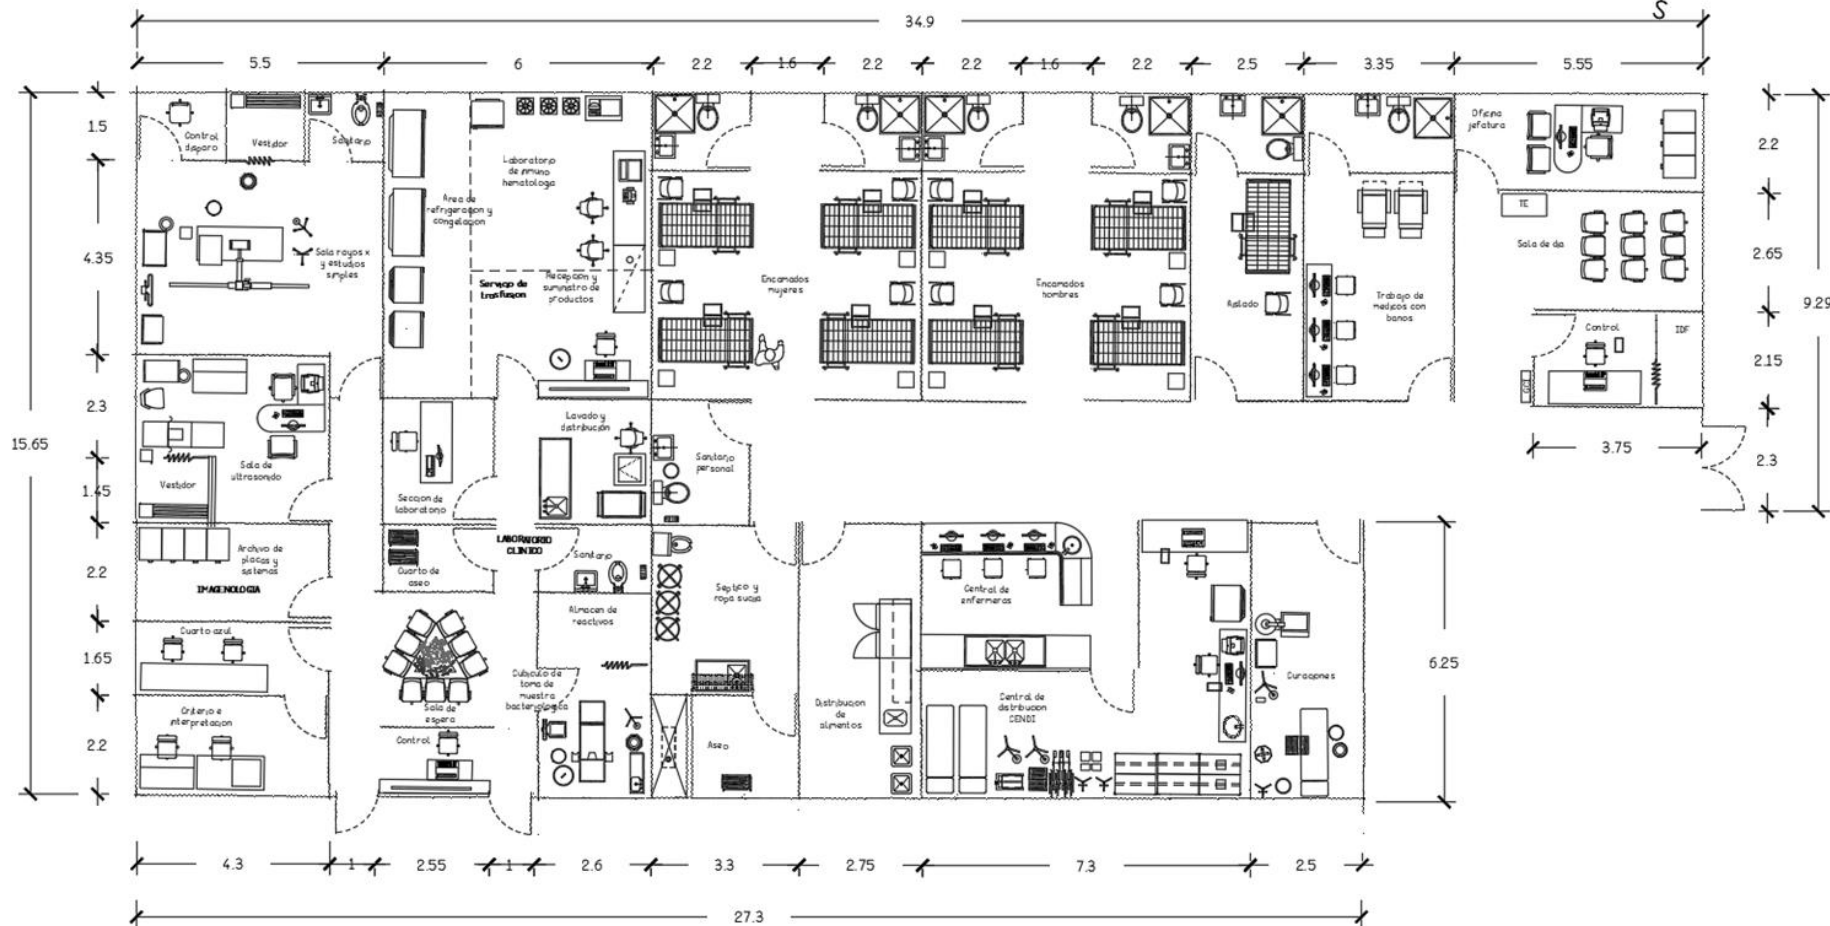 S
34.9
5.5
6
2.2
1.6
2.2
2.2
1.6
2.2
2.5
3.35
5.55
1.5
4.35
2.3
1.45
2.2
1.65
2.2
15.65
Control
disparo
Vestidor
Sanitario
Sala rayos x
y estudios
simples
Area de
refrigeracion y
congelacion
Laboratorio
de inmuno
hematologia
Servicio de
trasfusion
Recepcion y
suministro de
productos
Encamados
mujeres
Encamados
hombres
Aislado
Trabajo de
medicos con
banos
Oficina
jefatura
TE
Sala de dia
Control
IDF
2.2
2.65
2.15
2.3
9.29
3.75
Sala de
ultrasonido
Vestidor
Seccion de
laboratorio
Lavado y
distribución
Sanitario
personal
Archivo de
placas y
sistemas
IMAGENOLOGIA
Cuarto de
aseo
LABORATORIO
CLINICO
Sanitario
Almacen de
reactivos
Septico y
ropa sucia
Central de
enfermeras
Cuarto azul
Criterio e
interpretacion
Sala de
espera
Control
Cubiculo de
toma de
muestra
bacteriologica
Aseo
Distribucion
de
alimentos
Central de
distribucion
CENDI
Curaciones
6.25
4.3
1
2.55
1
2.6
3.3
2.75
7.3
2.5
27.3